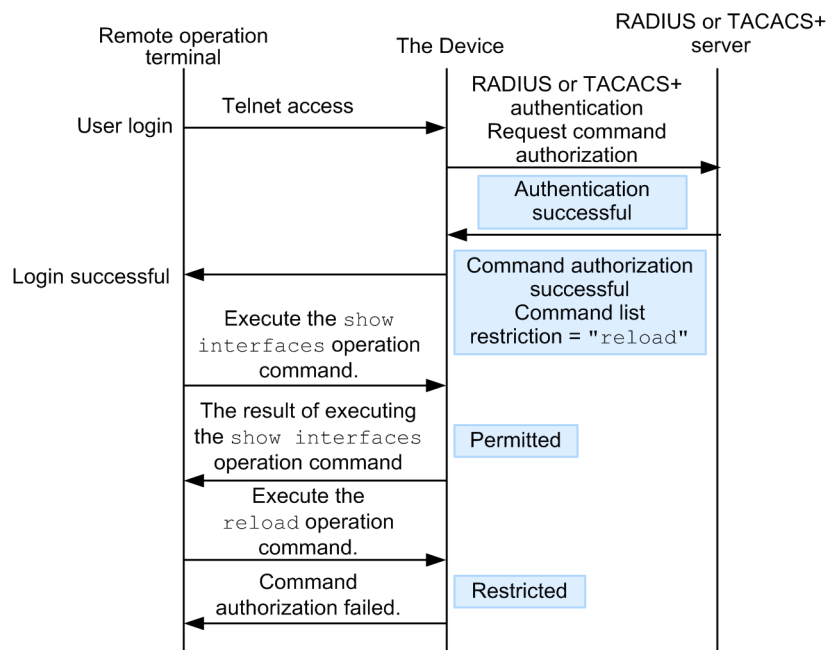 Remote operation
terminal
The Device
RADIUS or TACACS+
server
User login
Telnet access
RADIUS or TACACS+
authentication
Request command
authorization
Authentication
successful
Login successful
Command authorization
successful
Command list
restriction = "reload"
Execute the show
interfaces operation
command.
The result of executing
the show interfaces
operation command
Permitted
Execute the
reload operation
command.
Command
authorization failed.
Restricted